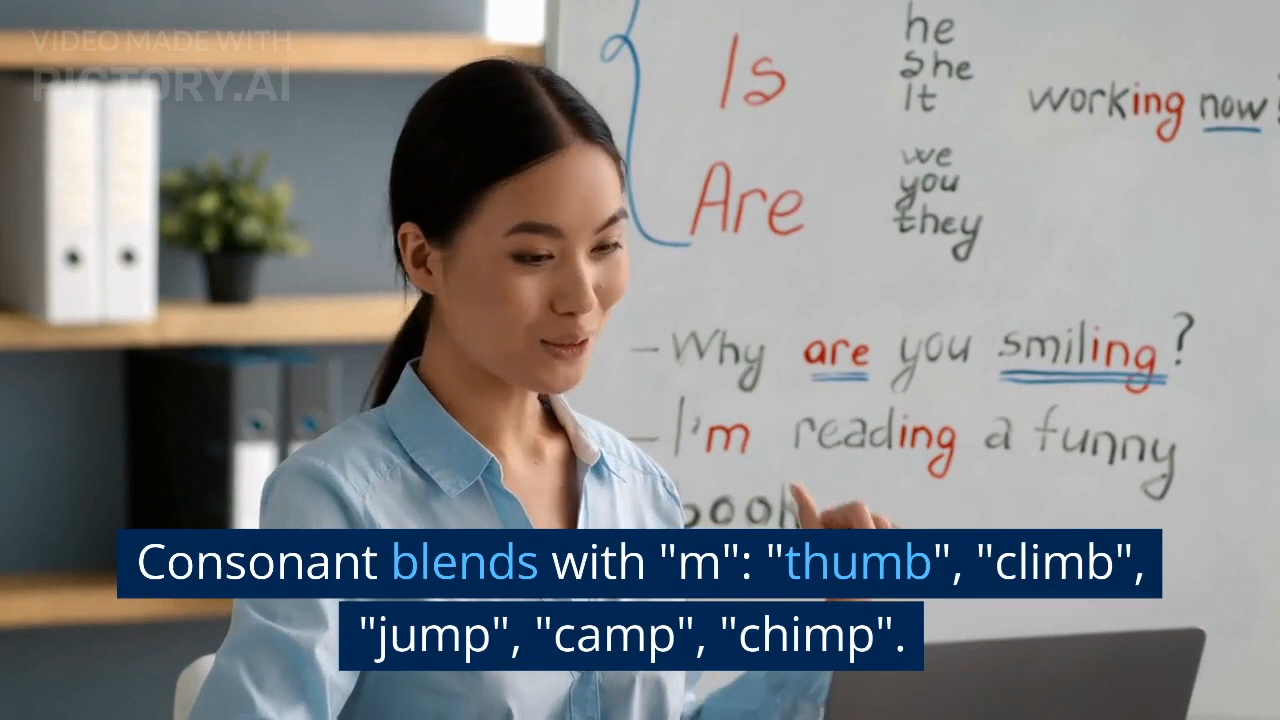 VIDEO MADE WITH
PICTORY.AI
Is
he
she
It
working now?
Are
we
you
they
– Why are you smiling?
– I'm reading a funny
book
Consonant blends with "m": "thumb", "climb",
"jump", "camp", "chimp".